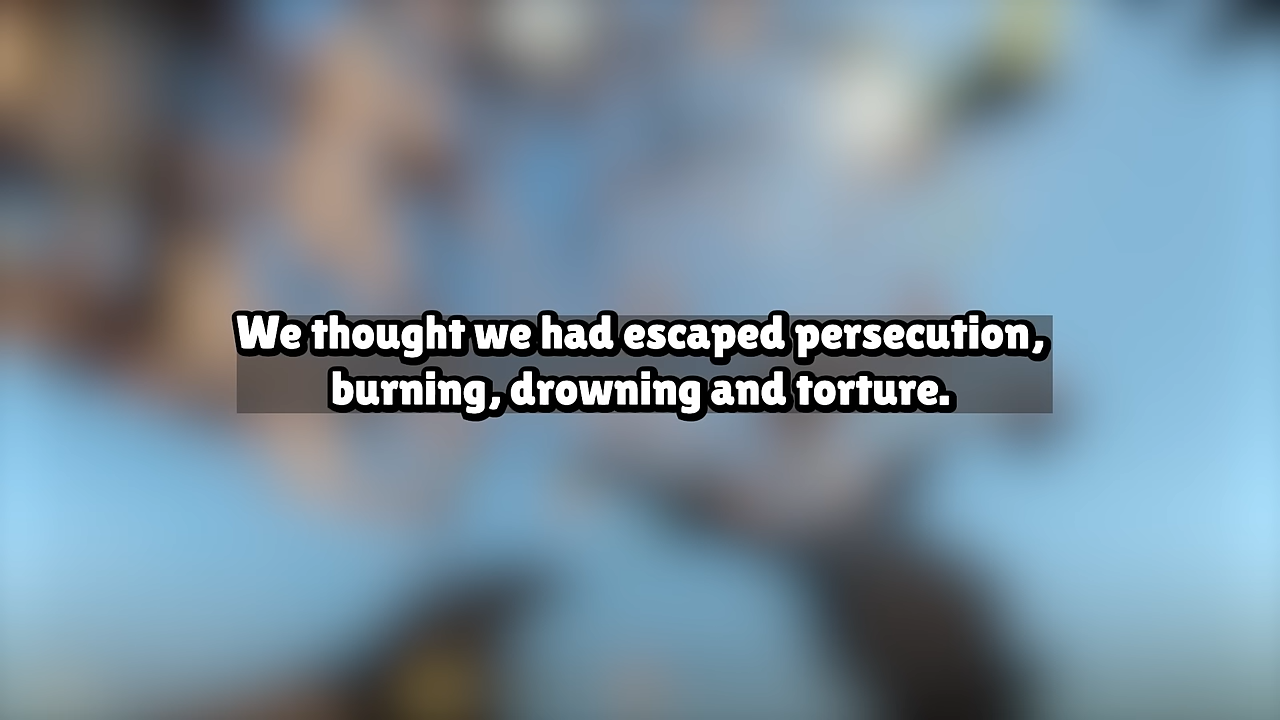 We thought we had escaped persecution,
burning, drowning and torture.